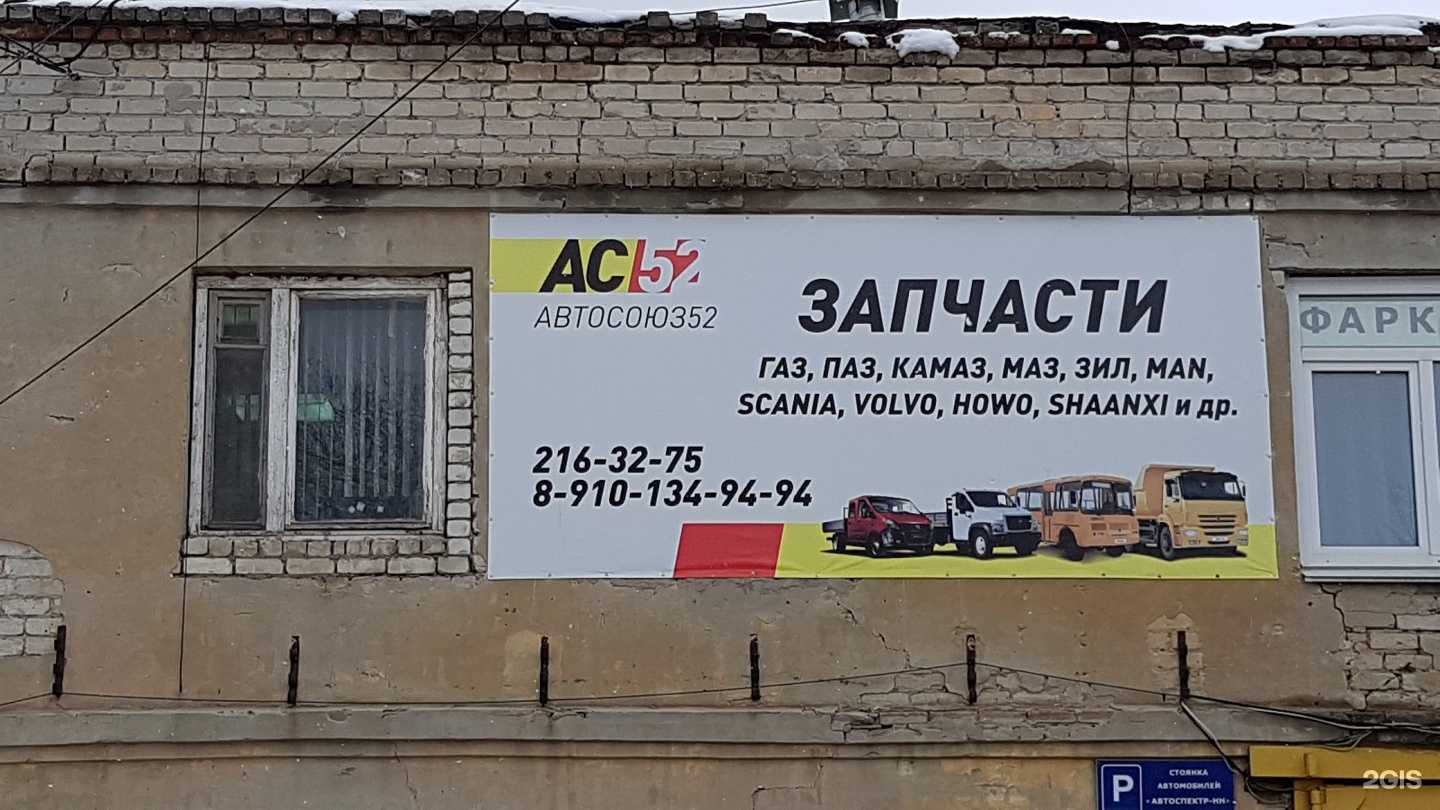 АС52
АВТОСОЮЗ52
ЗАПЧАСТИ
ГАЗ, ПАЗ, КАМАЗ, МАЗ, ЗИЛ, MAN,
SCANIA, VOLVO, HOWO, SHAANXI и др.
216-32-75
8-910-134-94-94
ФАРК
P
СТОЯНКА
АВТОМОБИЛЕЙ
«АВТОСПЕКТР-НН»
2GIS